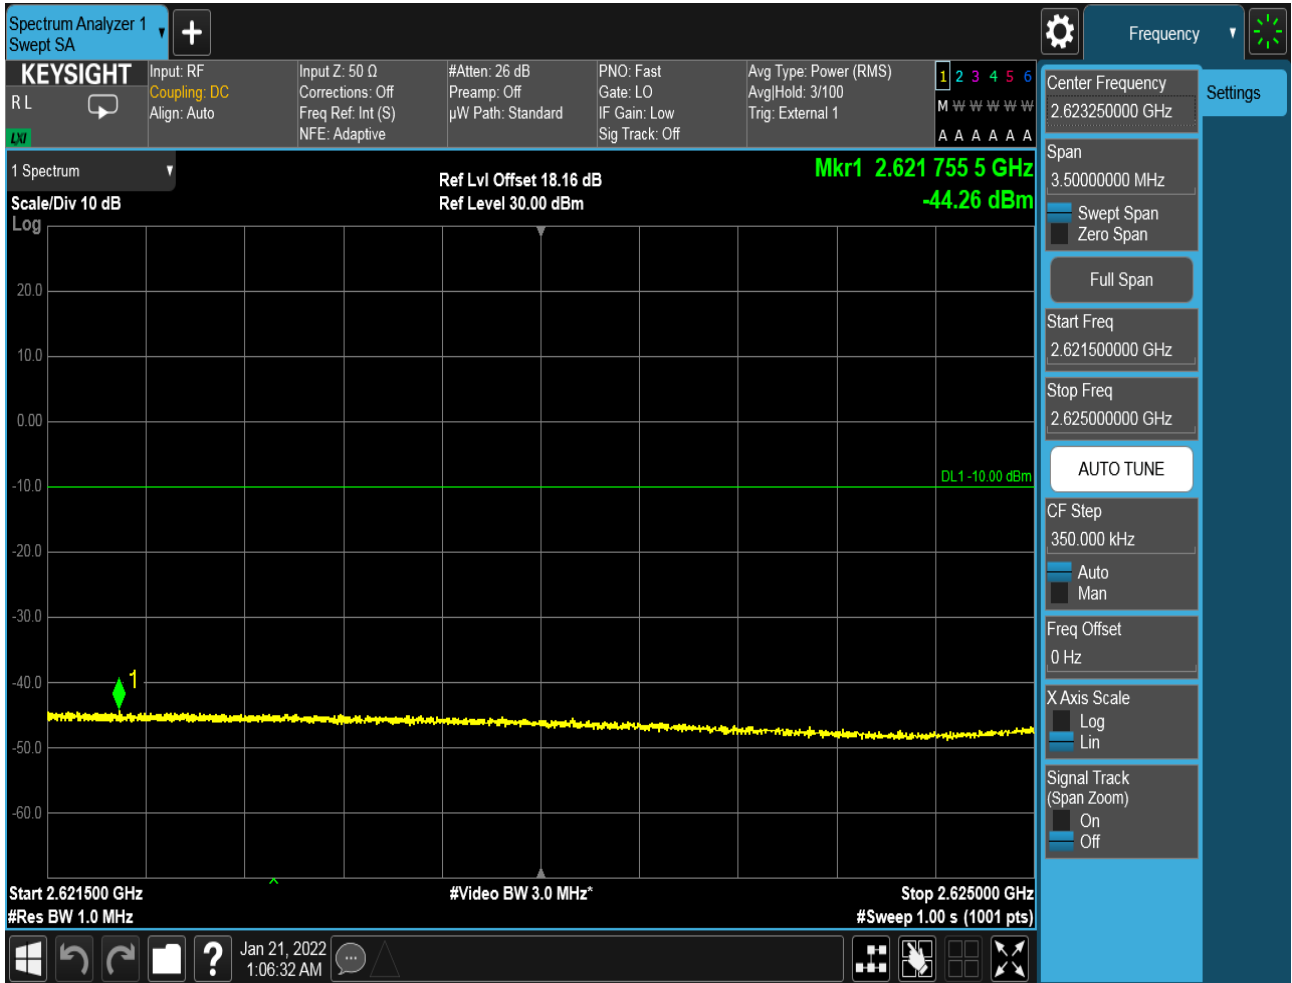 Spectrum Analyzer 1
Swept SA
Frequency
KEYSIGHT
R L
LXI
Input: RF
Coupling: DC
Align: Auto
Input Z: 50 Ω
Corrections: Off
Freq Ref: Int (S)
NFE: Adaptive
#Atten: 26 dB
Preamp: Off
µW Path: Standard
PNO: Fast
Gate: LO
IF Gain: Low
Sig Track: Off
Avg Type: Power (RMS)
Avg|Hold: 3/100
Trig: External 1
1 2 3 4 5 6
M W W W W W
A A A A A A
1 Spectrum
Scale/Div 10 dB
Log
Ref Lvl Offset 18.16 dB
Ref Level 30.00 dBm
Mkr1 2.621 755 5 GHz
-44.26 dBm
20.0
10.0
0.00
-10.0
-20.0
-30.0
-40.0
-50.0
-60.0
DL1 -10.00 dBm
1
Start 2.621500 GHz
#Res BW 1.0 MHz
#Video BW 3.0 MHz*
Stop 2.625000 GHz
#Sweep 1.00 s (1001 pts)
Center Frequency
2.623250000 GHz
Settings
Span
3.50000000 MHz
Swept Span
Zero Span
Full Span
Start Freq
2.621500000 GHz
Stop Freq
2.625000000 GHz
AUTO TUNE
CF Step
350.000 kHz
Auto
Man
Freq Offset
0 Hz
X Axis Scale
Log
Lin
Signal Track
(Span Zoom)
On
Off
?
Jan 21, 2022
1:06:32 AM